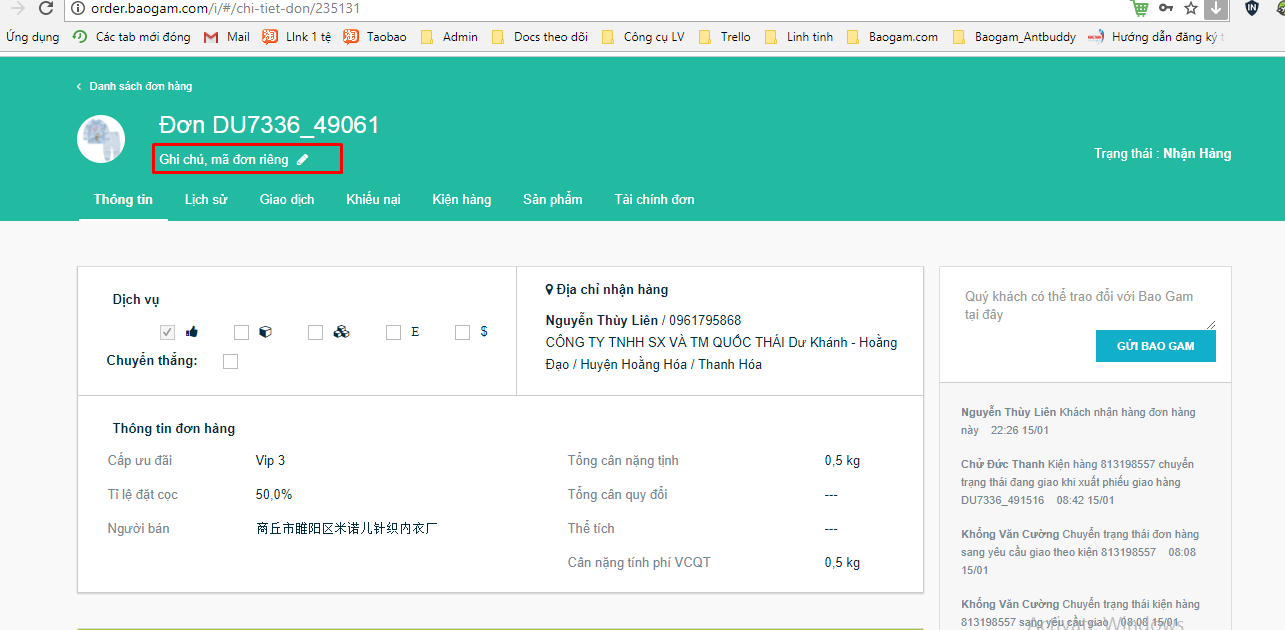 order.baogam.com/i/#/chi-tiet-don/235131
IN
Ứng dụng Các tab mới đóng Mail LInk 1 tệ Taobao Admin Docs theo dõi Công cụ LV Trello Linh tinh Baogam.com Baogam_Antbuddy Hướng dẫn đăng ký t
Danh sách đơn hàng
Đơn DU7336_49061
Ghi chú, mã đơn riêng
Trạng thái : Nhận Hàng
Thông tin Lịch sử Giao dịch Khiếu nại Kiện hàng Sản phẩm Tài chính đơn
Dịch vụ
E $
Chuyển thẳng:
Địa chỉ nhận hàng
Nguyễn Thùy Liên / 0961795868
CÔNG TY TNHH SX VÀ TM QUỐC THÁI Dư Khánh - Hoằng
Đạo / Huyện Hoằng Hóa / Thanh Hóa
Thông tin đơn hàng
Cấp ưu đãi Vip 3
Tỉ lệ đặt cọc 50,0%
Người bán 商丘市睢阳区米诺儿针织内衣厂
Tổng cân nặng tịnh 0,5 kg
Tổng cân quy đổi ---
Thể tích ---
Cân nặng tính phí VCQT 0,5 kg
Quý khách có thể trao đổi với Bao Gam
tại đây
GỬI BAO GAM
Nguyễn Thùy Liên Khách nhận hàng đơn hàng
này 22:26 15/01
Chử Đức Thanh Kiện hàng 813198557 chuyển
trạng thái đang giao khi xuất phiếu giao hàng
DU7336_491516 08:42 15/01
Khổng Văn Cường Chuyển trạng thái đơn hàng
sang yêu cầu giao theo kiện 813198557 08:08
15/01
Khổng Văn Cường Chuyển trạng thái kiện hàng
813198557 sang yêu cầu giao 08:08 15/01
Activate Windows